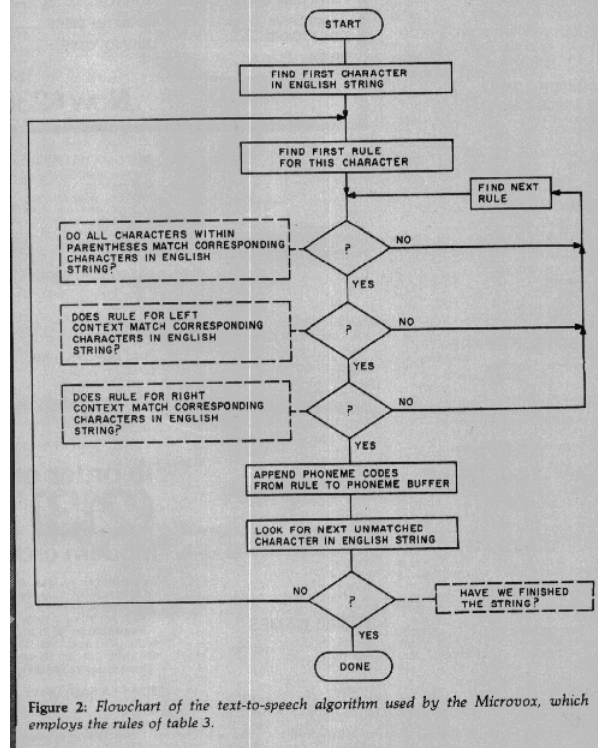 START
FIND FIRST CHARACTER
IN ENGLISH STRING
FIND FIRST RULE
FOR THIS CHARACTER
FIND NEXT
RULE
DO ALL CHARACTERS WITHIN
PARENTHESES MATCH CORRESPONDING
CHARACTERS IN ENGLISH
STRING?
?
NO
YES
DOES RULE FOR LEFT
CONTEXT MATCH CORRESPONDING
CHARACTERS IN ENGLISH
STRING?
?
NO
YES
DOES RULE FOR RIGHT
CONTEXT MATCH CORRESPONDING
CHARACTERS IN ENGLISH
STRING?
?
NO
YES
APPEND PHONEME CODES
FROM RULE TO PHONEME BUFFER
LOOK FOR NEXT UNMATCHED
CHARACTER IN ENGLISH STRING
NO
?
HAVE WE FINISHED
THE STRING?
YES
DONE
Figure 2: Flowchart of the text-to-speech algorithm used by the Microvox, which
employs the rules of table 3.